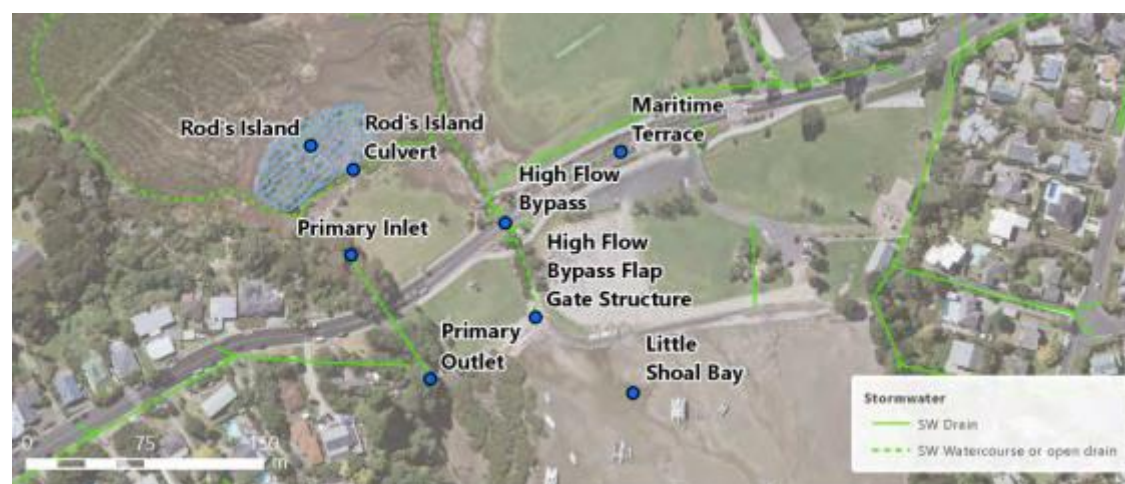 Maritime
Terrace
Rod's Island
Rod's Island
Culvert
High Flow
Bypass
Primary Inlet
High Flow
Bypass Flap
Gate Structure
Primary
Outlet
Little
Shoal Bay
Stormwater
SW Drain
SW Watercourse or open drain
0 75 150
m